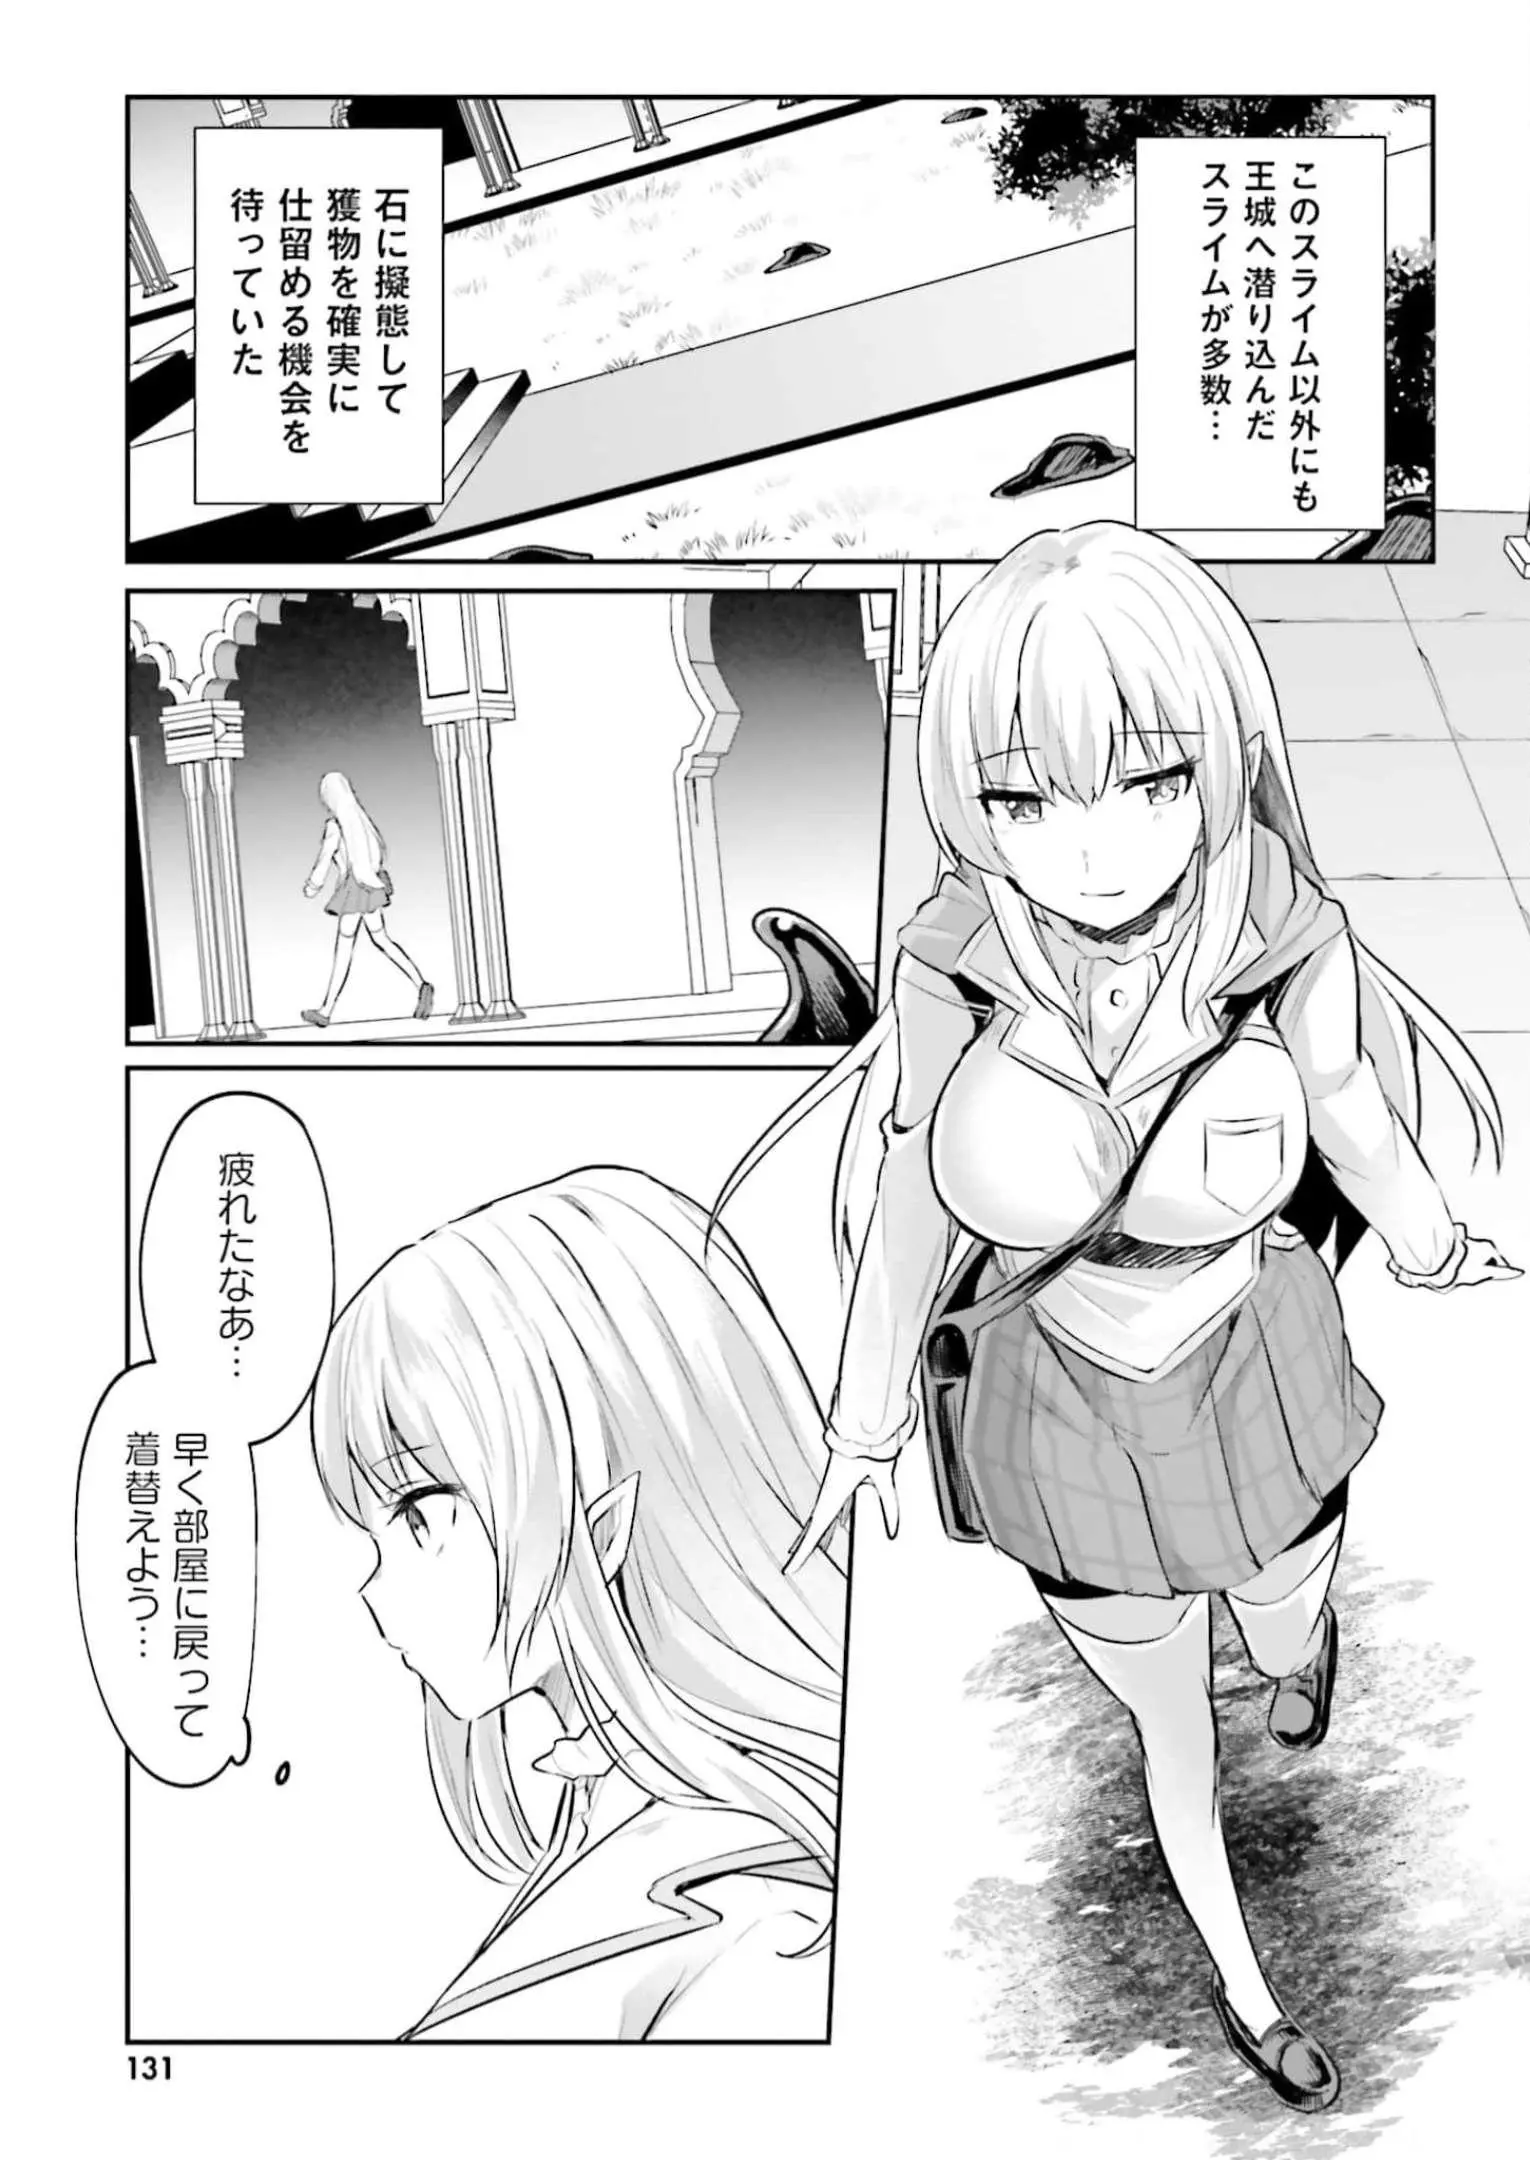 このスライム以外にも
王城へ潜り込んだ
スライムが多数…
石に擬態して
獲物を確実に
仕留める機会を
待っていた
疲れたなあ…
早く部屋に戻って
着替えよう…
131